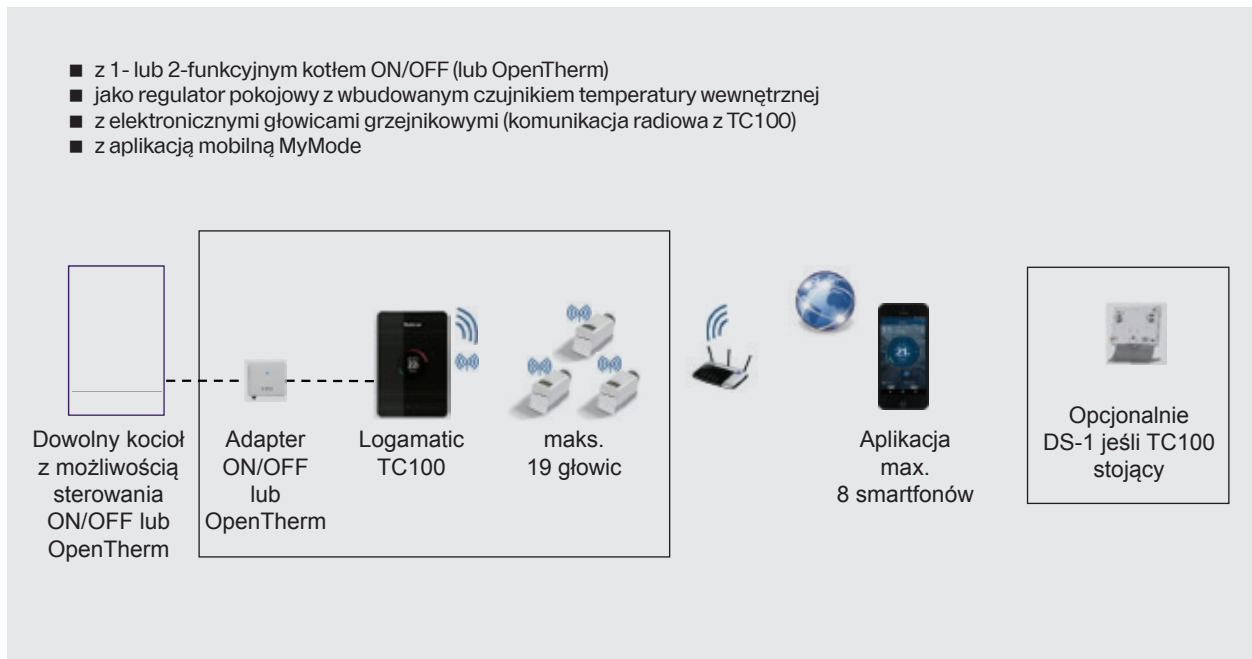 ■ z 1- lub 2-funkcyjnym kotłem ON/OFF (lub OpenTherm)
■ jako regulator pokojowy z wbudowanym czujnikiem temperatury wewnętrznej
■ z elektronicznymi głowicami grzejnikowymi (komunikacja radiowa z TC100)
■ z aplikacją mobilną MyMode
Dowolny kocioł
z możliwością
sterowania
ON/OFF lub
OpenTherm
Adapter
ON/OFF
lub
OpenTherm
Logamatic
TC100
maks.
19 głowic
Aplikacja
max.
8 smartfonów
Opcjonalnie
DS-1 jeśli TC100
stojący